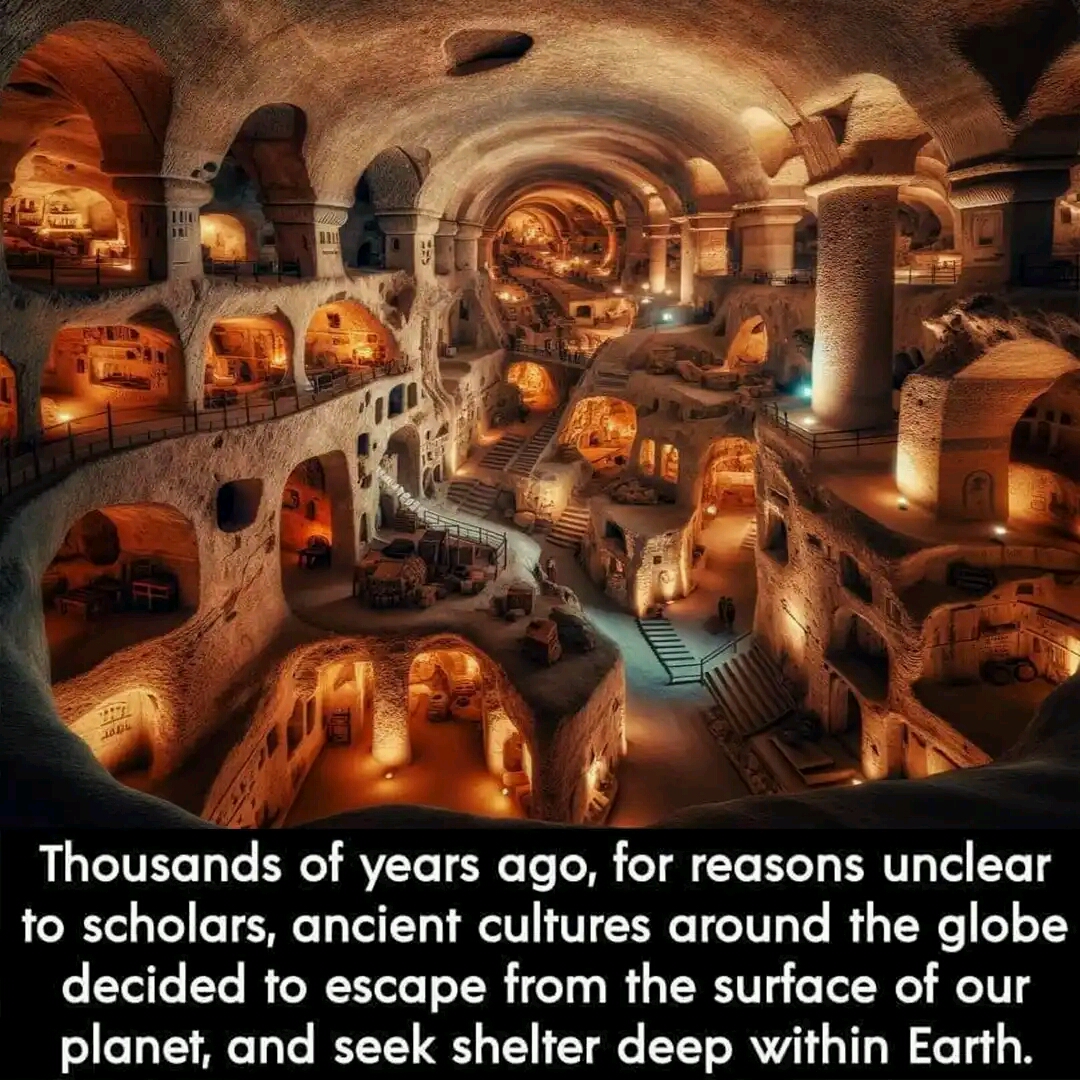 Thousands of years ago, for reasons unclear
to scholars, ancient cultures around the globe
decided to escape from the surface of our
planet, and seek shelter deep within Earth.